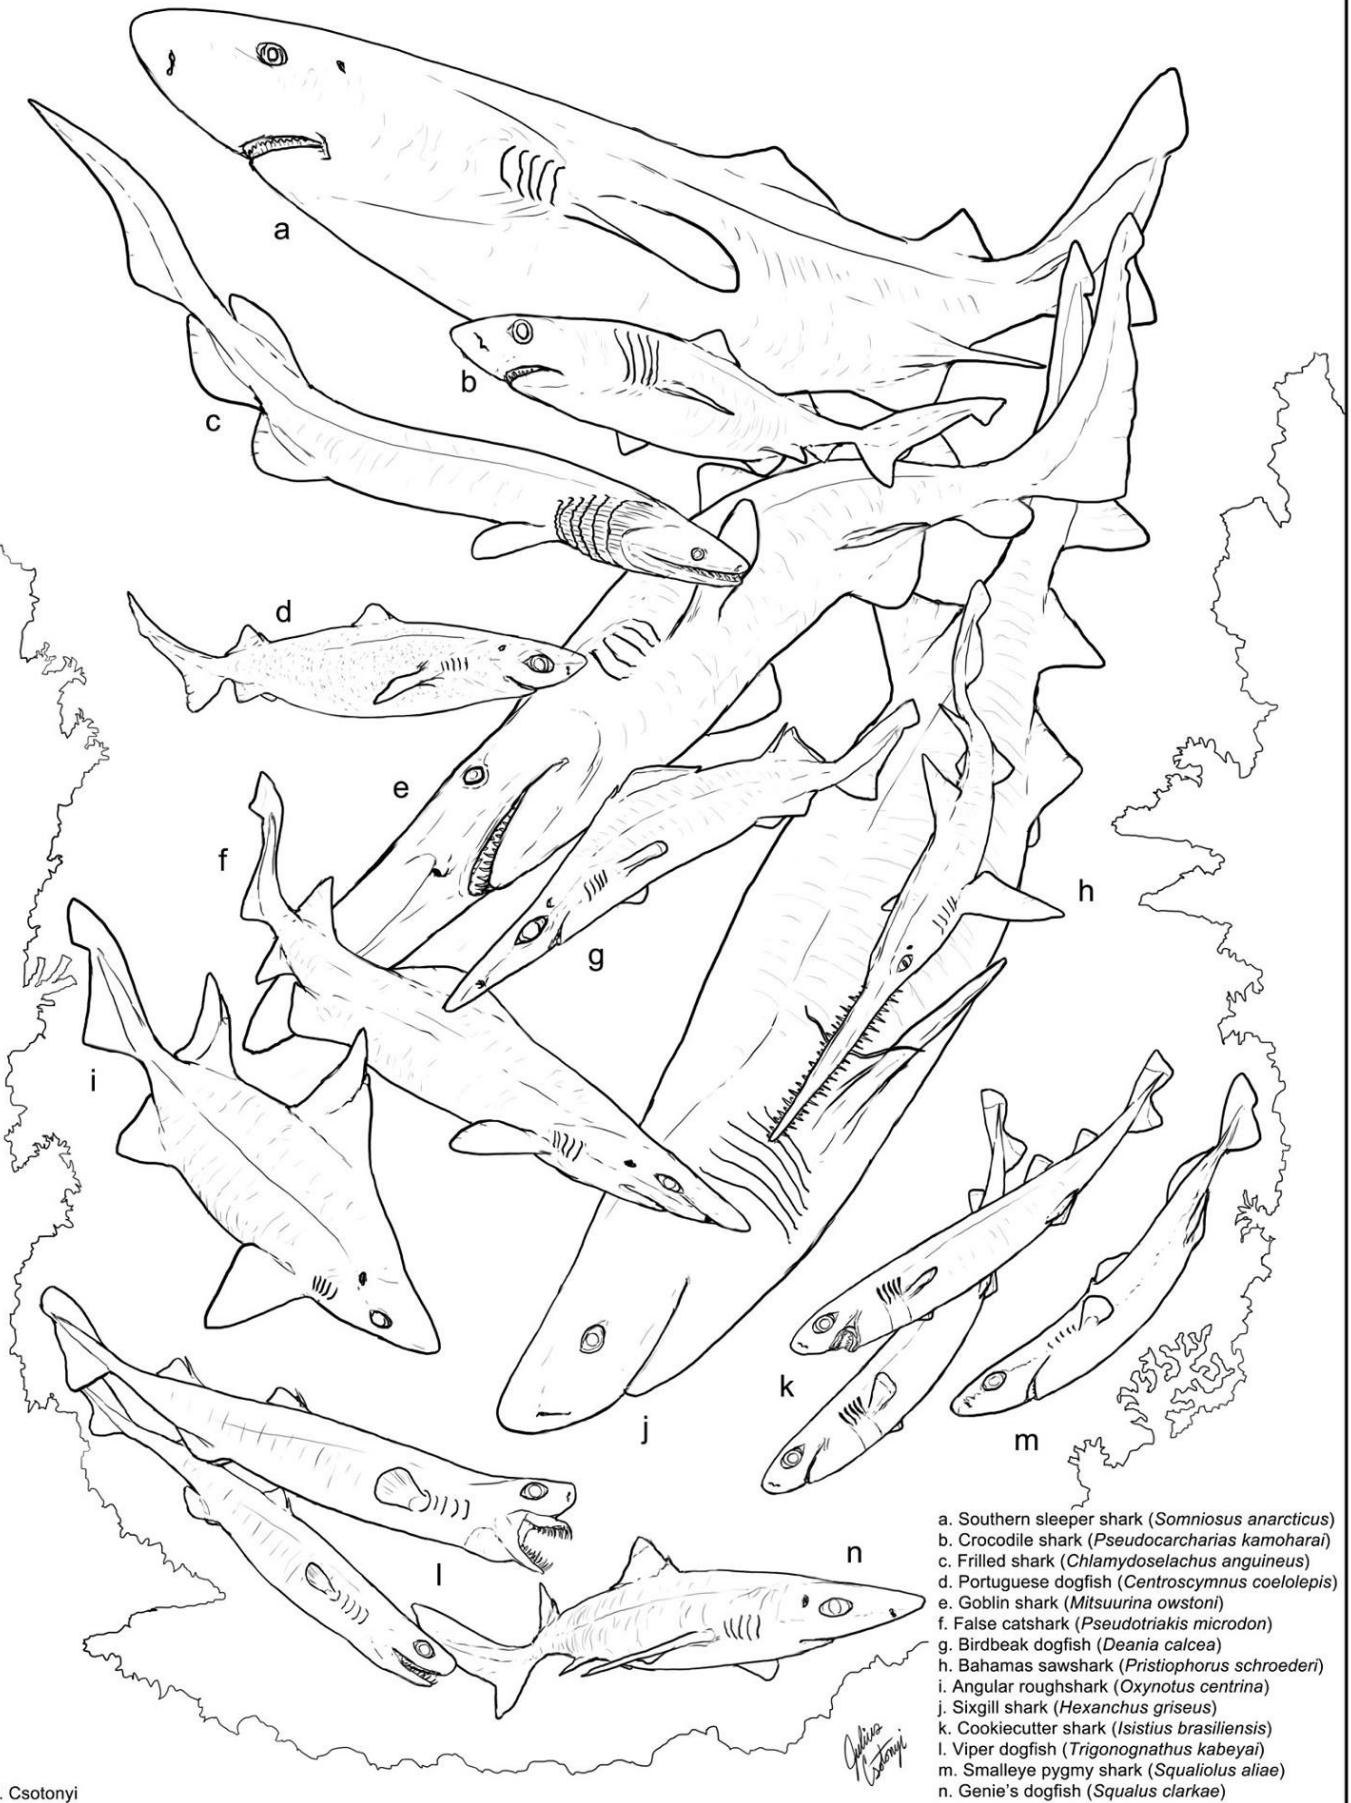 a
b
c
d
e
f
g
h
i
j
k
l
m
n
a. Southern sleeper shark (Somniosus anarcticus)
b. Crocodile shark (Pseudocarcharias kamoharai)
c. Frilled shark (Chlamydoselachus anguineus)
d. Portuguese dogfish (Centroscymnus coelolepis)
e. Goblin shark (Mitsuurina owstoni)
f. False catshark (Pseudotriakis microdon)
g. Birdbeak dogfish (Deania calcea)
h. Bahamas sawshark (Pristiophorus schroederi)
i. Angular roughshark (Oxynotus centrina)
j. Sixgill shark (Hexanchus griseus)
k. Cookiecutter shark (Isistius brasiliensis)
l. Viper dogfish (Trigonognathus kabeyai)
m. Smalleye pygmy shark (Squaliolus aliae)
n. Genie's dogfish (Squalus clarkae)
Julius
Csotonyi
. Csotonyi